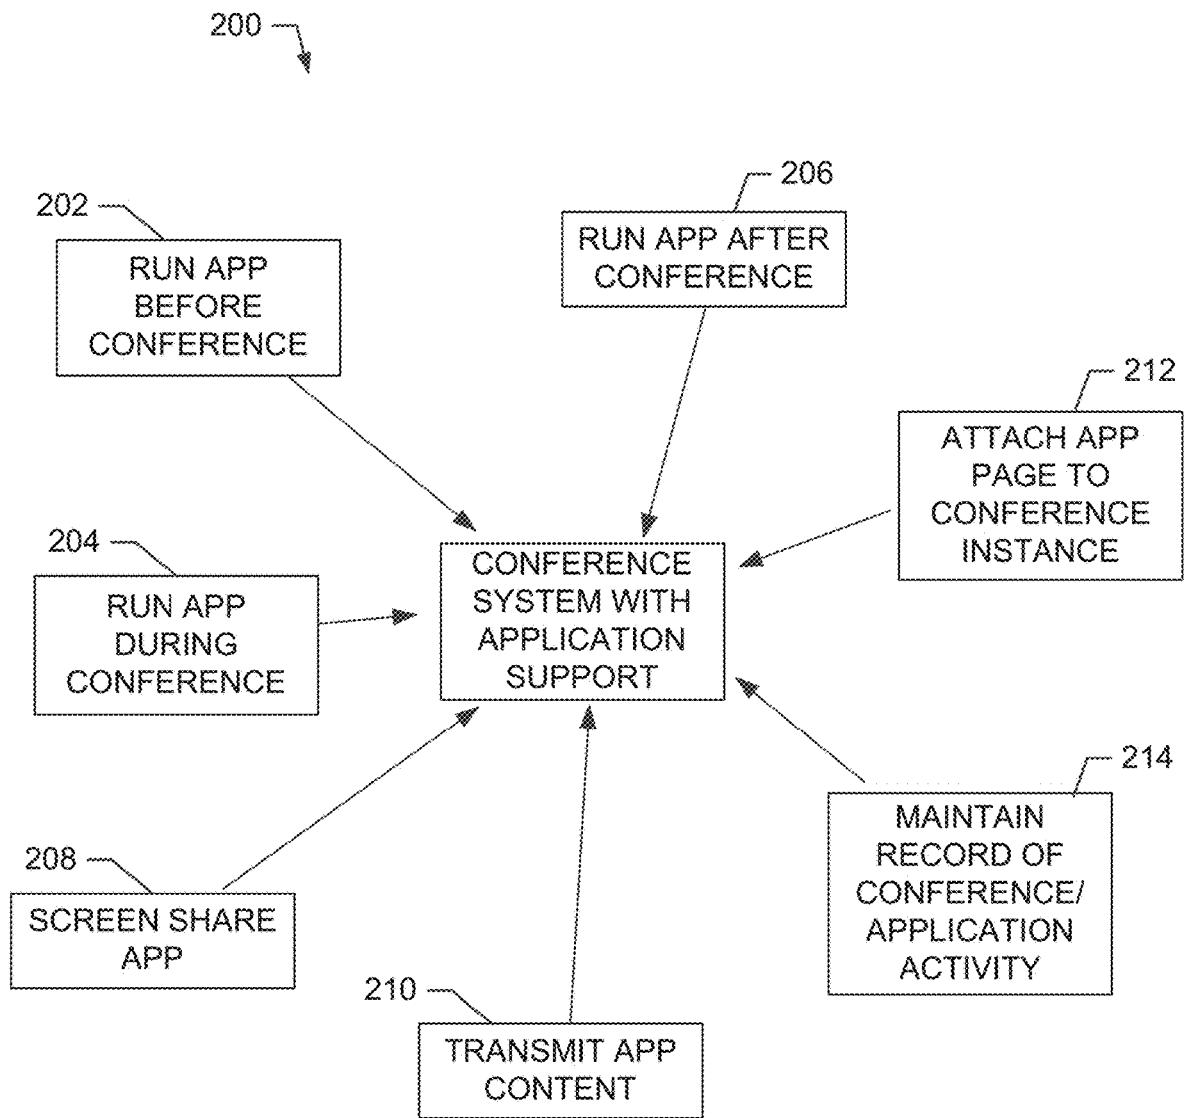 200
206
RUN APP AFTER
CONFERENCE
202
RUN APP
BEFORE
CONFERENCE
212
ATTACH APP
PAGE TO
CONFERENCE
INSTANCE
204
RUN APP
DURING
CONFERENCE
CONFERENCE
SYSTEM WITH
APPLICATION
SUPPORT
214
MAINTAIN
RECORD OF
CONFERENCE/
APPLICATION
ACTIVITY
208
SCREEN SHARE
APP
210
TRANSMIT APP
CONTENT